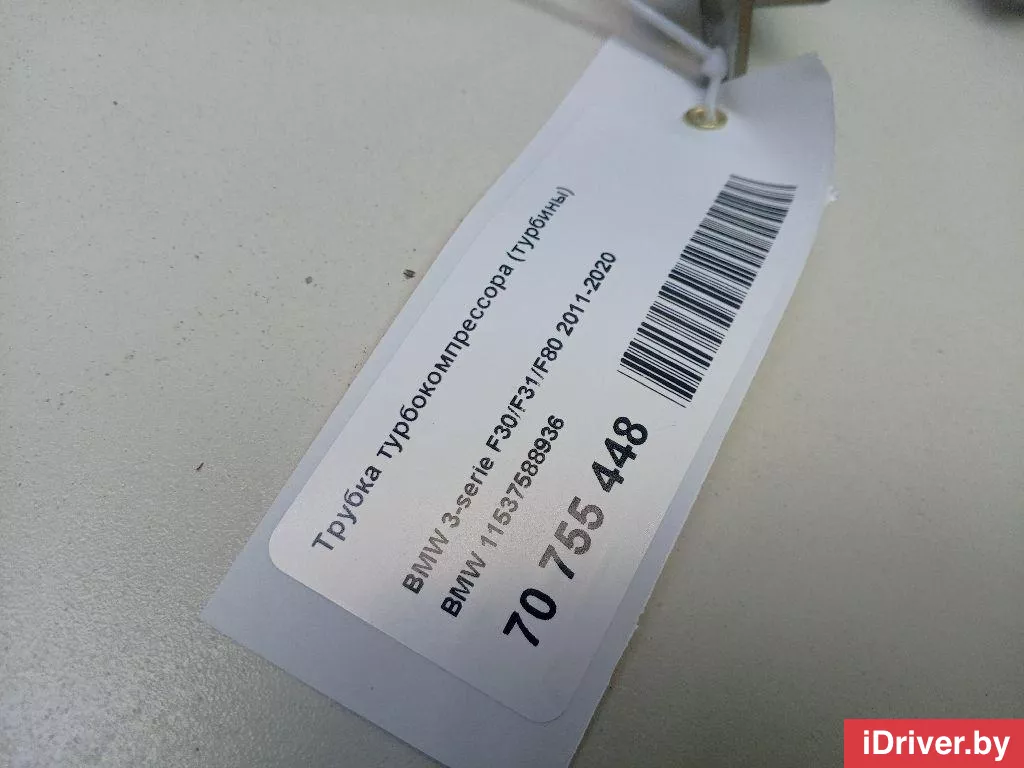 Трубка турбокомпрессора (турбины)
BMW 3-serie F30/F31/F80 2011-2020
BMW 11537588936
70 755 448
iDriver.by